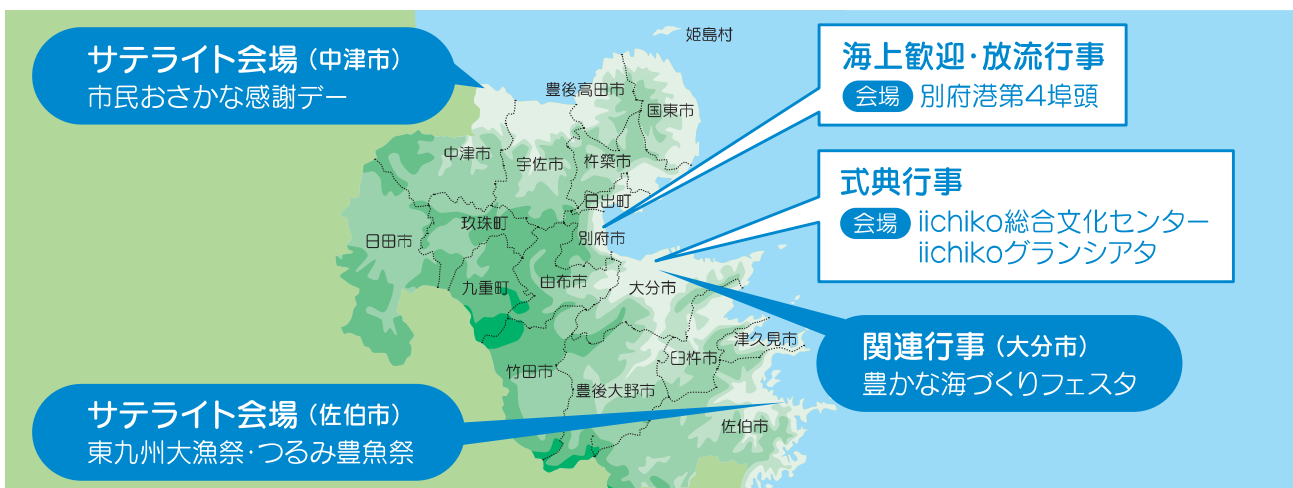 サテライト会場（中津市）
市民おさかな感謝デー
海上歓迎・放流行事
会場 別府港第4埠頭
式典行事
会場 iichiko総合文化センター
iichikoグランシアタ
関連行事（大分市）
豊かな海づくりフェスタ
サテライト会場（佐伯市）
東九州大漁祭・つるみ豊魚祭
姫島村
豊後高田市
国東市
中津市
宇佐市
杵築市
日出町
玖珠町
日田市
別府市
九重町
由布市
大分市
津久見市
臼杵市
竹田市
豊後大野市
佐伯市